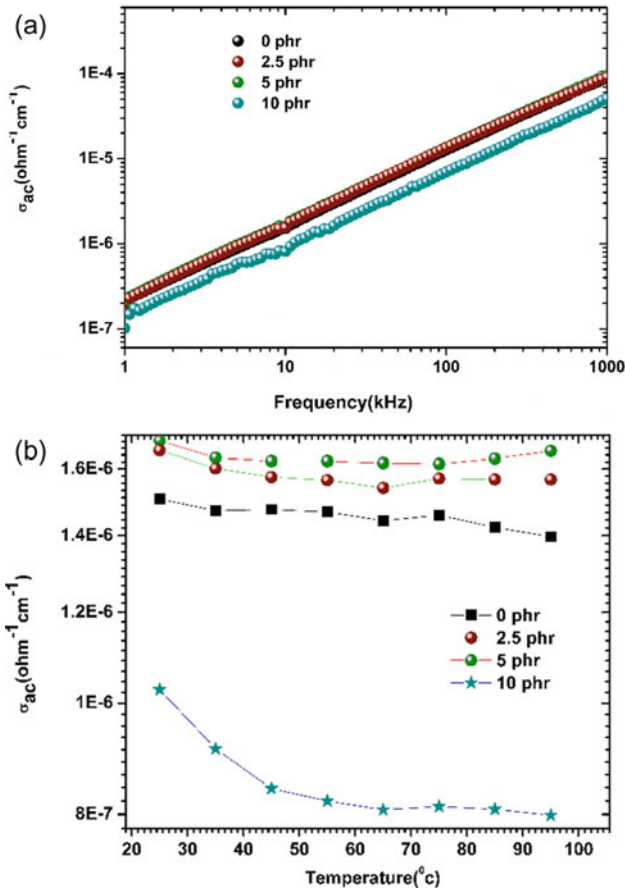 (a)
0 phr
2.5 phr
5 phr
10 phr
1E-4
1E-5
1E-6
1E-7
σac(ohm-1cm-1)
1 10 100 1000
Frequency(kHz)
(b)
1.6E-6
1.4E-6
1.2E-6
1E-6
8E-7
σac(ohm-1cm-1)
0 phr
2.5 phr
5 phr
10 phr
20 30 40 50 60 70 80 90 100
Temperature(0c)